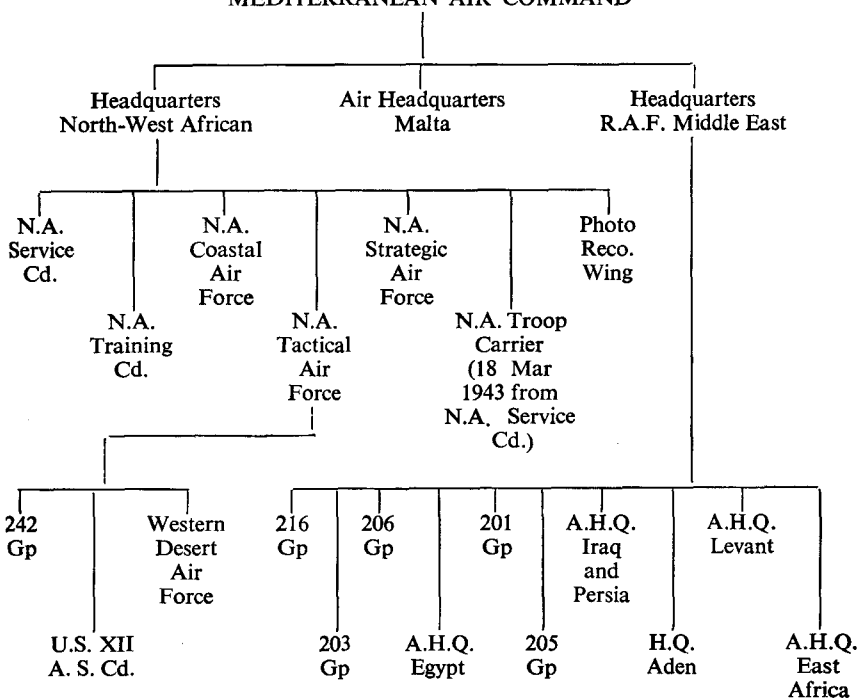 MEDITERRANEAN AIR COMMAND
Headquarters
North-West African
Air Headquarters
Malta
Headquarters
R.A.F. Middle East
N.A.
Service
Cd.
N.A.
Training
Cd.
N.A.
Coastal
Air
Force
N.A.
Tactical
Air
Force
N.A.
Strategic
Air
Force
N.A. Troop
Carrier
(18 Mar
1943 from
N.A. Service
Cd.)
Photo
Reco.
Wing
242
Gp
U.S. XII
A. S. Cd.
Western
Desert
Air
Force
216
Gp
203
Gp
206
Gp
A.H.Q.
Egypt
201
Gp
205
Gp
A.H.Q.
Iraq
and
Persia
H.Q.
Aden
A.H.Q.
Levant
A.H.Q.
East
Africa